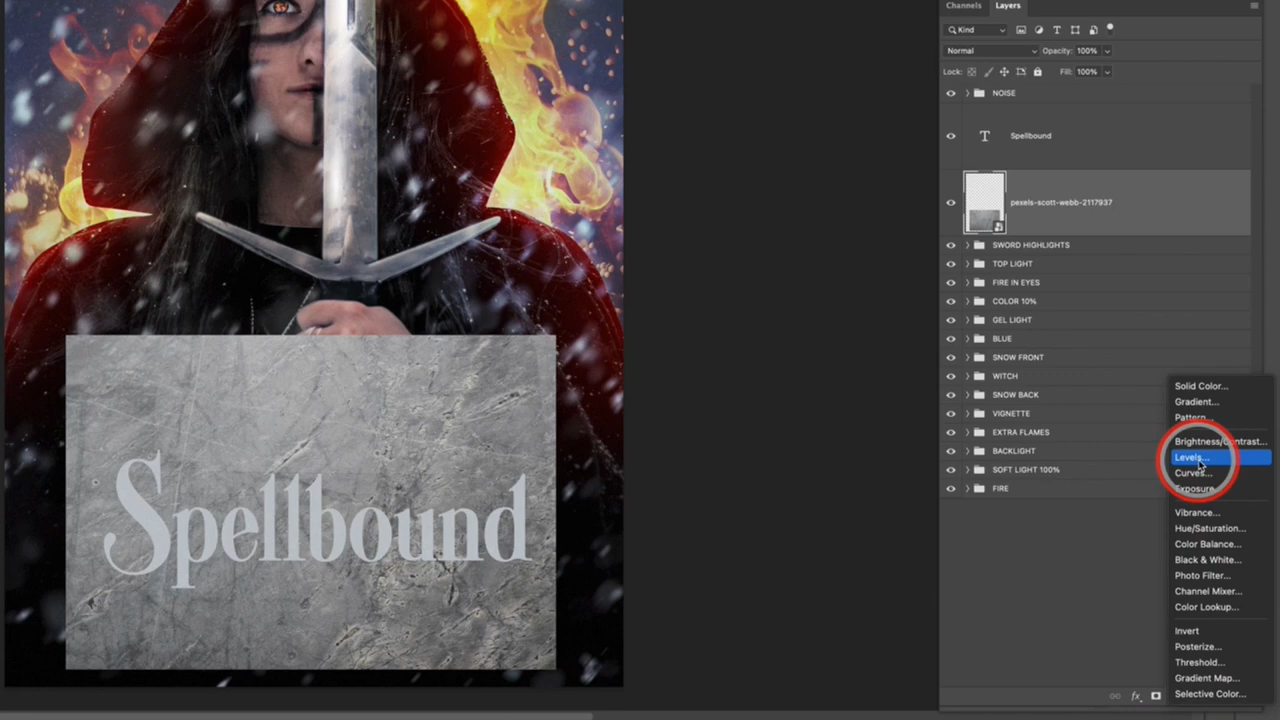 Channels Layers
Kind
Normal Opacity: 100%
Lock: Fill: 100%
NOISE
T Spellbound
pexels-scott-webb-2117937
SWORD HIGHLIGHTS
TOP LIGHT
FIRE IN EYES
COLOR 10%
GEL LIGHT
BLUE
SNOW FRONT
WITCH
SNOW BACK
VIGNETTE
EXTRA FLAMES
BACKLIGHT
SOFT LIGHT 100%
FIRE
Solid Color...
Gradient...
Pattern...
Brightness/Contrast...
Levels...
Curves...
Exposure...
Vibrance...
Hue/Saturation...
Color Balance...
Black & White...
Photo Filter...
Channel Mixer...
Color Lookup...
Invert
Posterize...
Threshold...
Gradient Map...
Selective Color...
fx
Spellbound